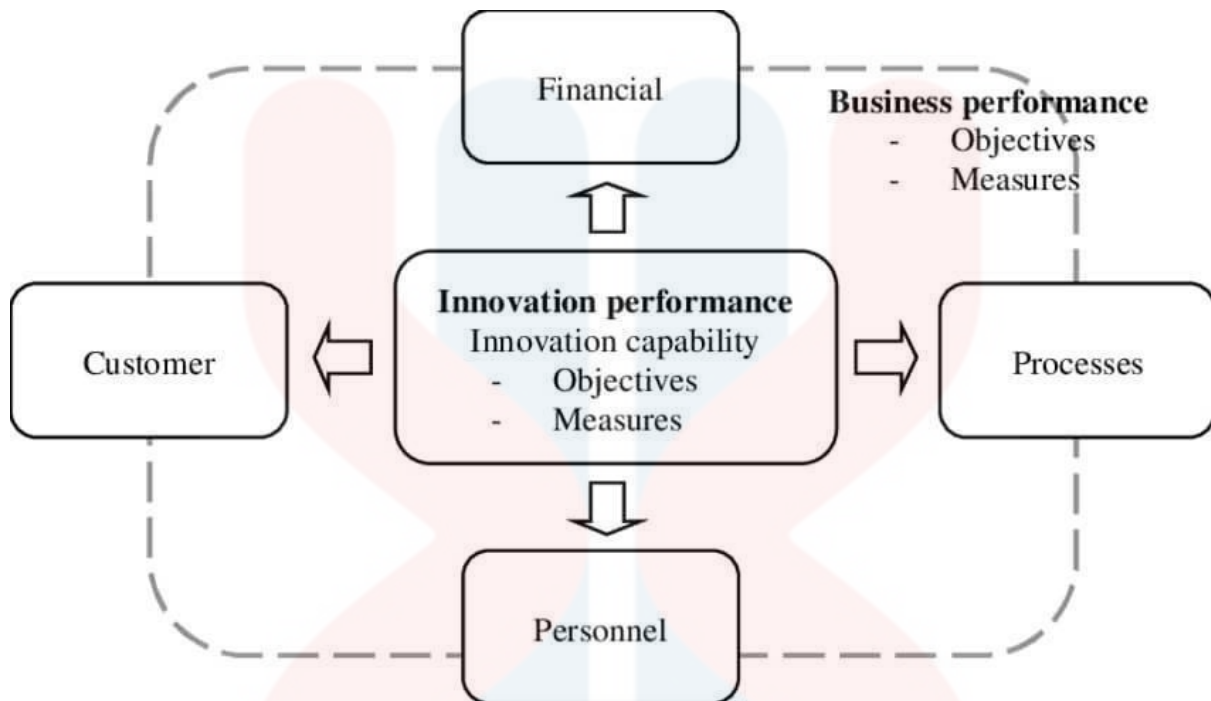 Financial
Business performance
- Objectives
- Measures
Innovation performance
Innovation capability
- Objectives
- Measures
Customer
Processes
Personnel